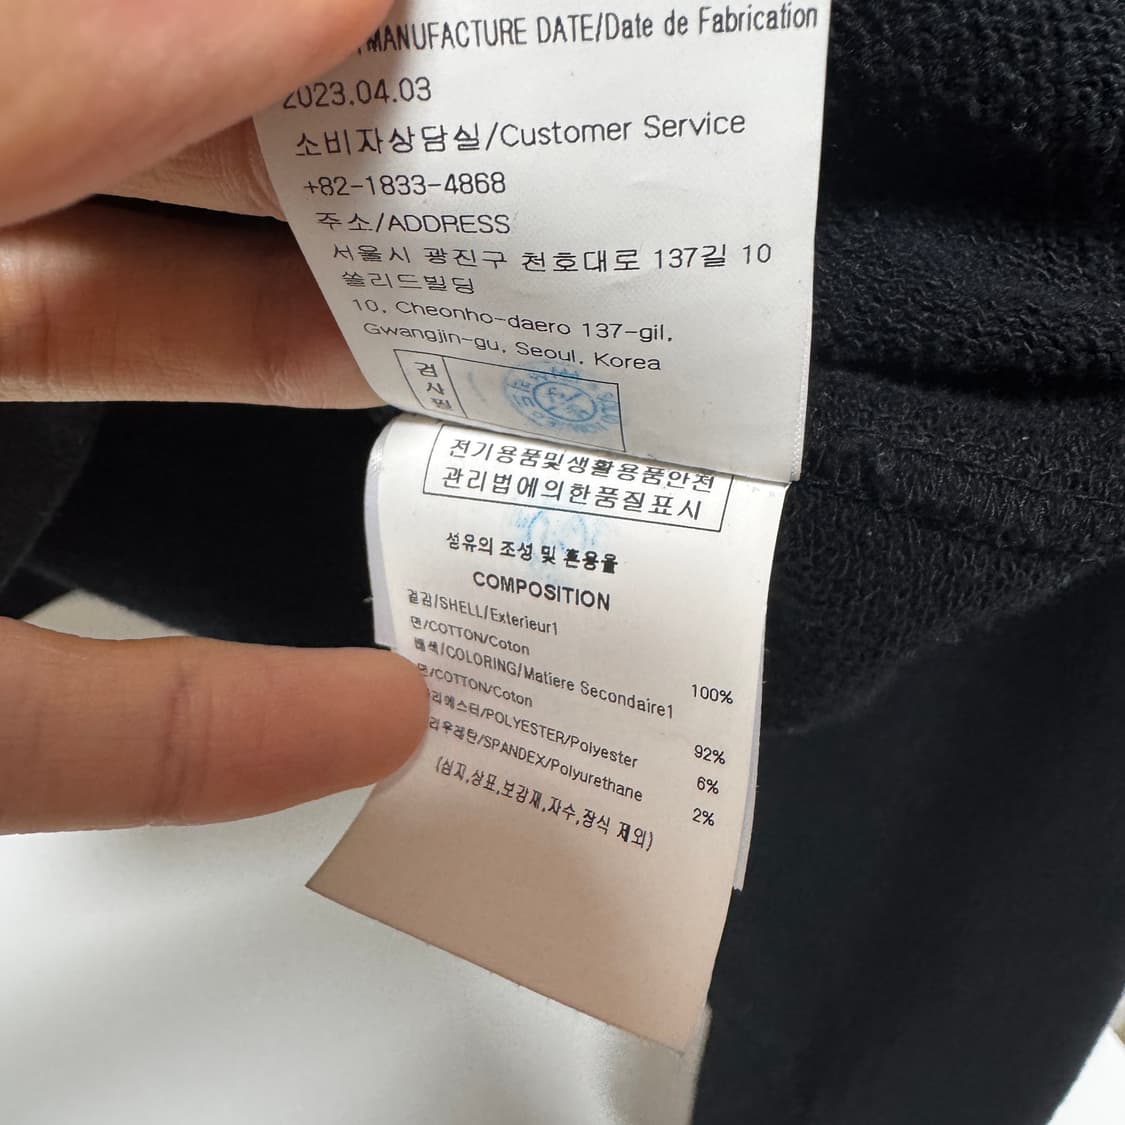 MANUFACTURE DATE/Date de Fabrication
2023.04.03
소비자상담실/Customer Service
+82-1833-4868
주소/ADDRESS
서울시 광진구 천호대로 137길 10
쏠리드빌딩
10, Cheonho-daero 137-gil,
Gwangjin-gu, Seoul, Korea
검사필
전기용품및생활용품안전
관리법에의한품질표시
섬유의 조성 및 혼용율
COMPOSITION
겉감/SHELL/Exterieur1
면/COTTON/Coton 100%
배색/COLORING/Matiere Secondaire1
면/COTTON/Coton 92%
리에스터/POLYESTER/Polyester 6%
리우레탄/SPANDEX/Polyurethane 2%
(심지,상표,보강재,자수,장식 제외)